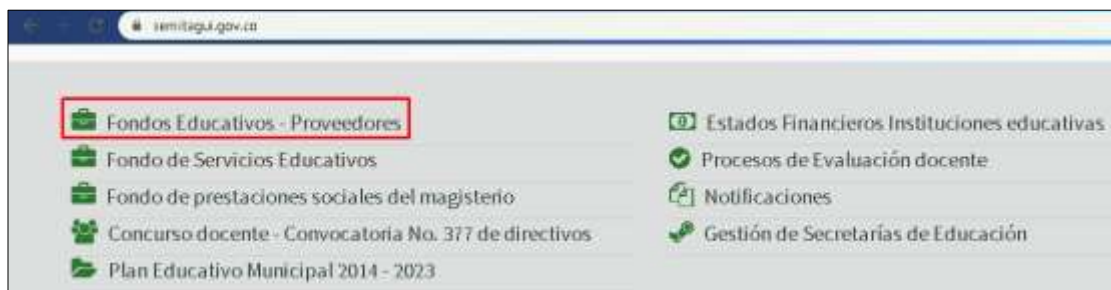 semitagui.gov.co
Fondos Educativos - Proveedores
Fondo de Servicios Educativos
Fondo de prestaciones sociales del magisterio
Concurso docente - Convocatoria No. 377 de directivos
Plan Educativo Municipal 2014 - 2023
Estados Financieros Instituciones educativas
Procesos de Evaluación docente
Notificaciones
Gestión de Secretarías de Educación